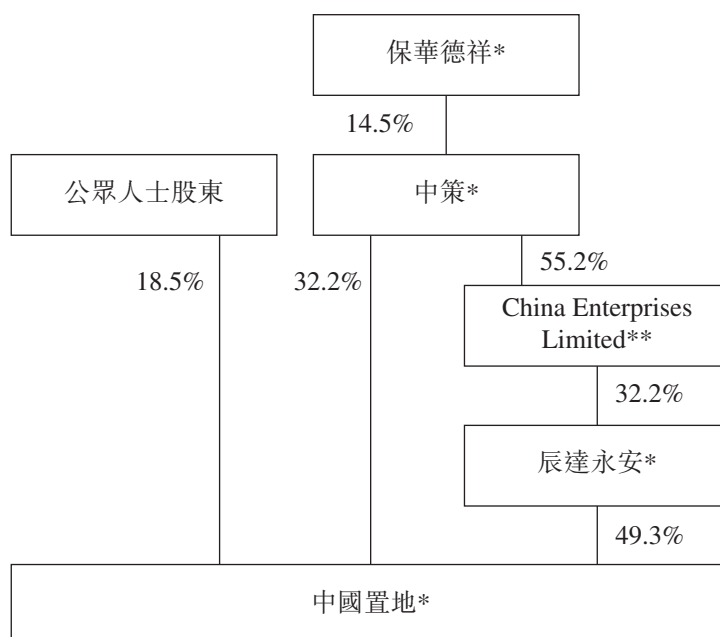 保華德祥*
14.5%
公眾人士股東
中策*
18.5%
32.2%
55.2%
China Enterprises
Limited**
32.2%
辰達永安*
49.3%
中國置地*